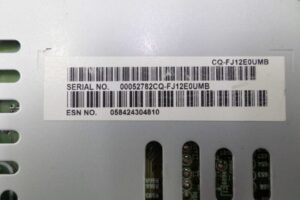 CQ-FJ12E0UMB
SERIAL NO. 00052782CQ-FJ12E0UMB
ESN NO. 058424304810